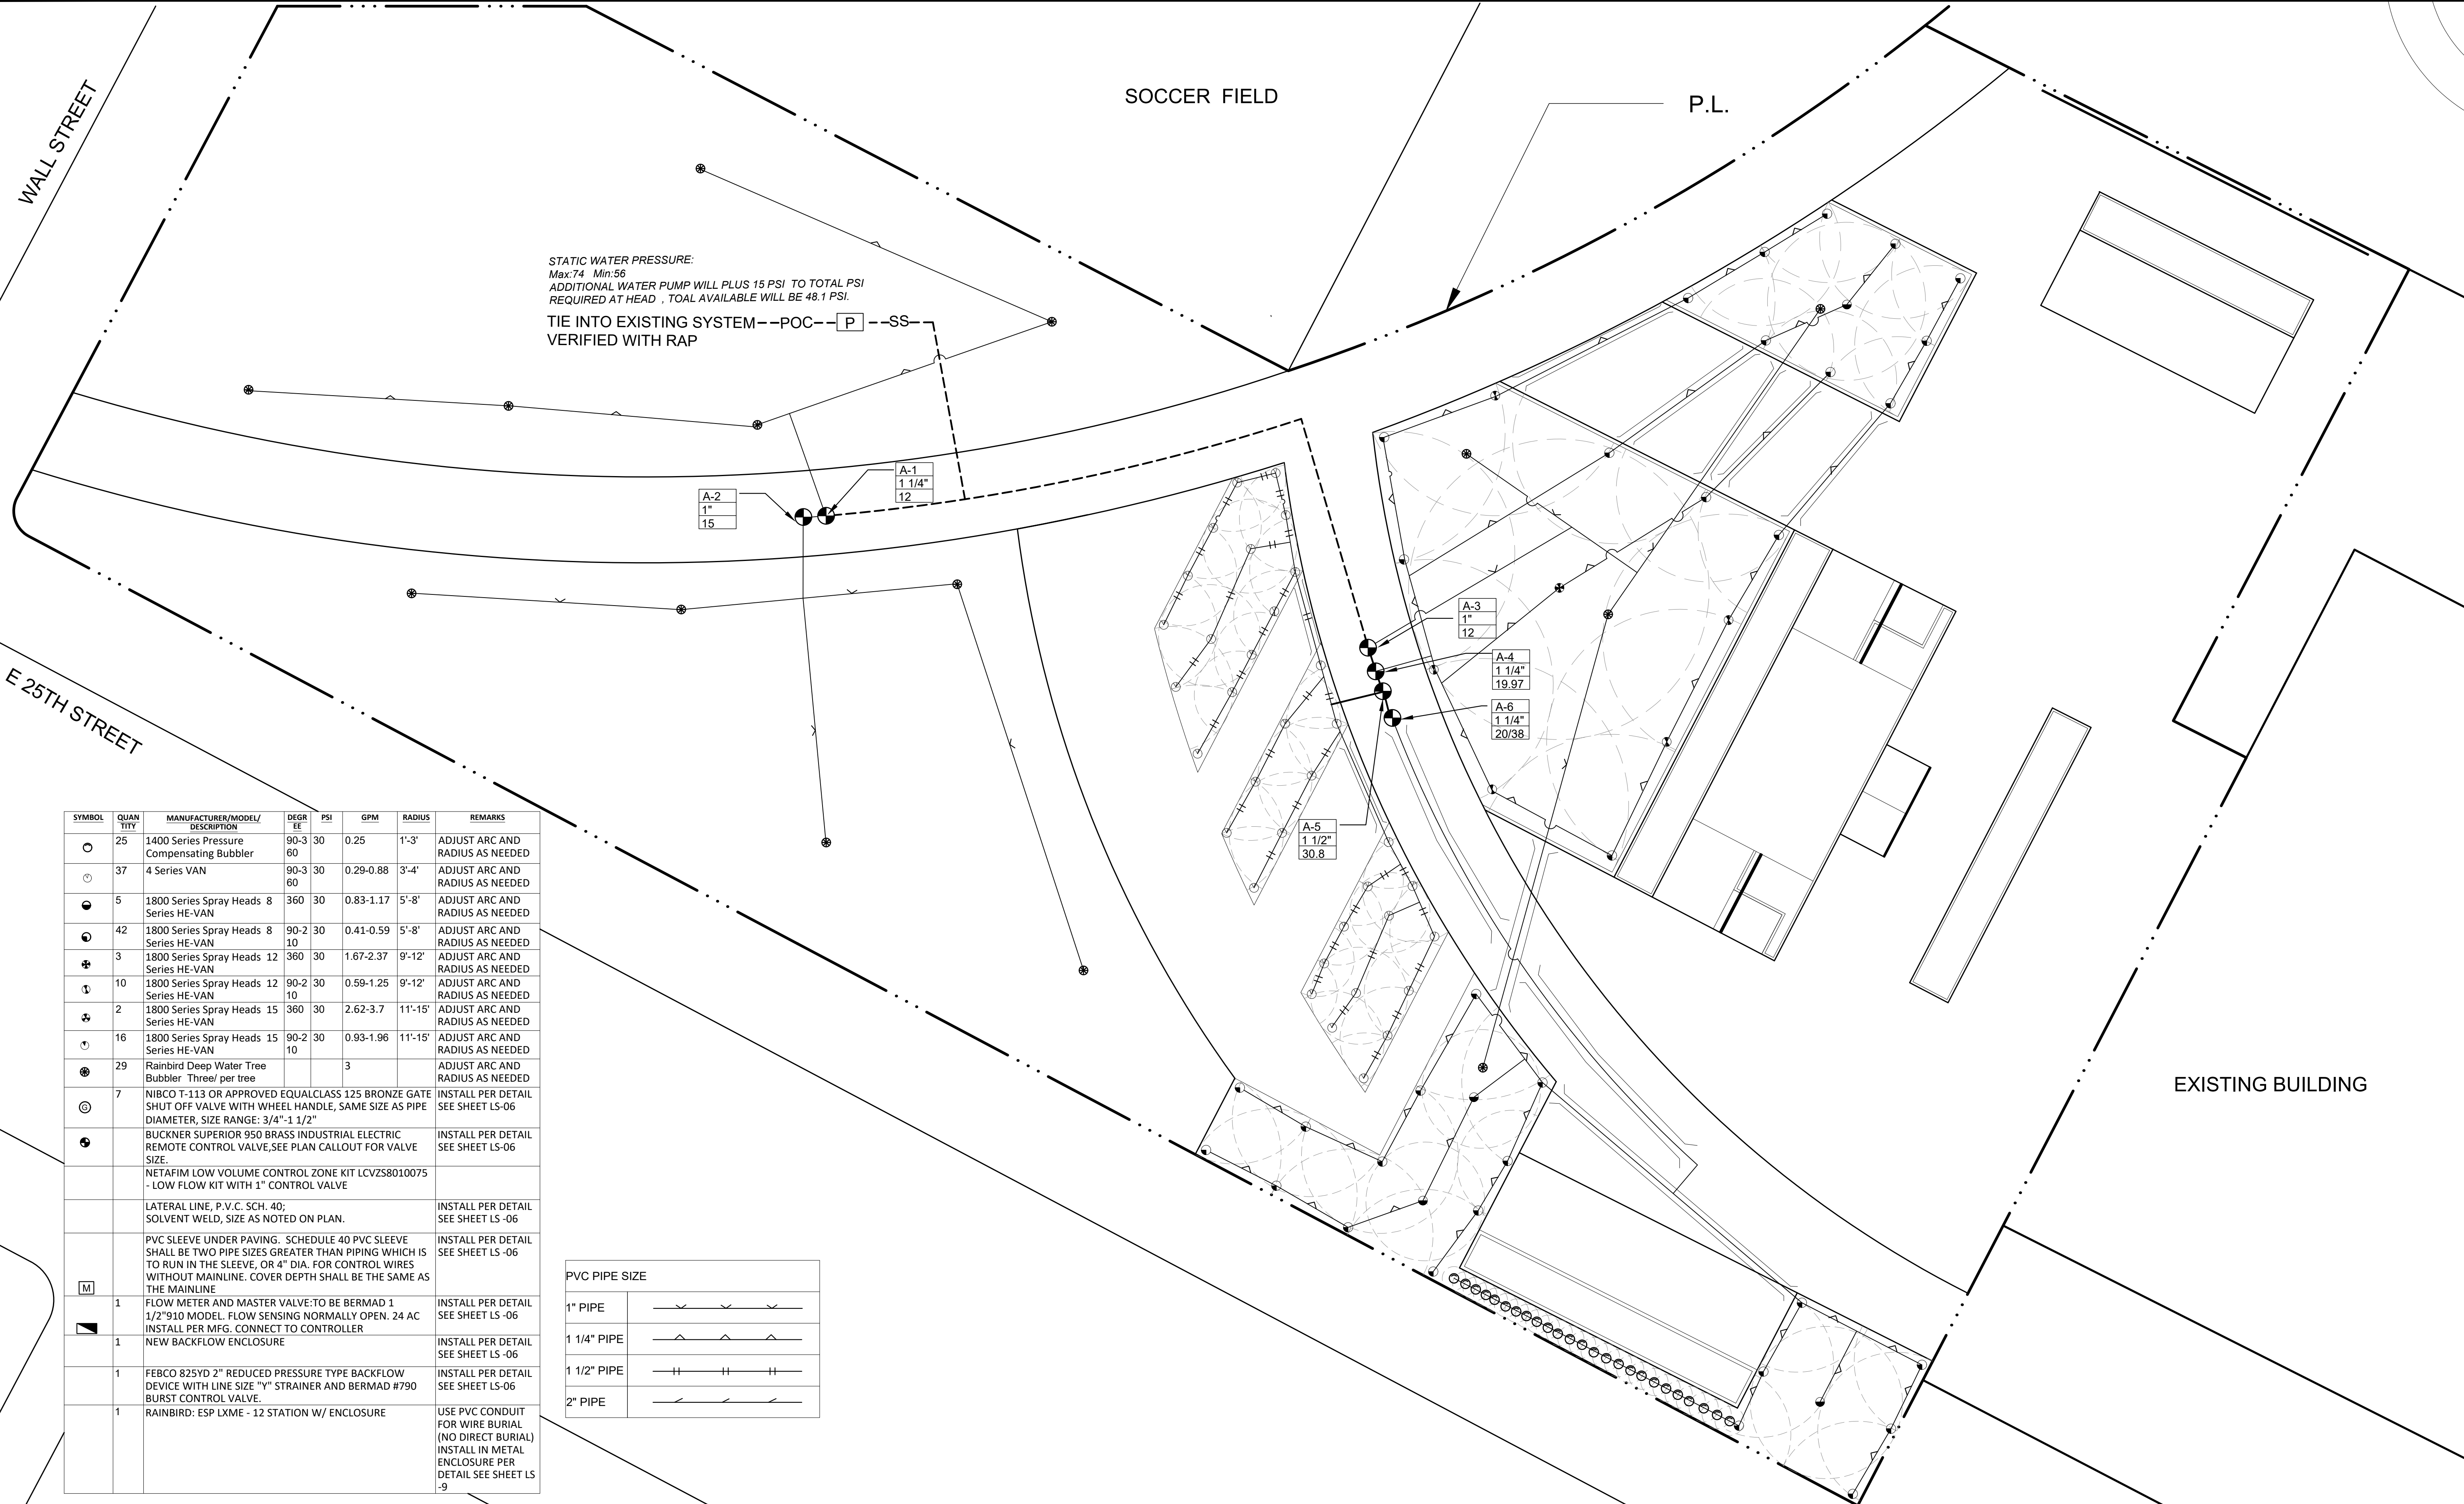 WALL STREET
SOCCER FIELD
P.L.
STATIC WATER PRESSURE:
Max:74 Min:56
ADDITIONAL WATER PUMP WILL PLUS 15 PSI TO TOTAL PSI
REQUIRED AT HEAD , TOAL AVAILABLE WILL BE 48.1 PSI.
TIE INTO EXISTING SYSTEM POC P SS
VERIFIED WITH RAP
A-1
1 1/4"
12
A-2
1"
15
A-3
1"
12
A-4
1 1/4"
19.97
A-6
1 1/4"
20/38
A-5
1 1/2"
30.8
E 25TH STREET
EXISTING BUILDING
SYMBOL QUAN MANUFACTURER/MODEL/ DEGR PSI GPM RADIUS REMARKS
TITY DESCRIPTION EE
25 1400 Series Pressure 90-3 30 0.25 1'-3' ADJUST ARC AND
Compensating Bubbler 60 RADIUS AS NEEDED
37 4 Series VAN 90-3 30 0.29-0.88 3'-4' ADJUST ARC AND
60 RADIUS AS NEEDED
5 1800 Series Spray Heads 8 360 30 0.83-1.17 5'-8' ADJUST ARC AND
Series HE-VAN RADIUS AS NEEDED
42 1800 Series Spray Heads 8 90-2 30 0.41-0.59 5'-8' ADJUST ARC AND
Series HE-VAN 10 RADIUS AS NEEDED
3 1800 Series Spray Heads 12 360 30 1.67-2.37 9'-12' ADJUST ARC AND
Series HE-VAN RADIUS AS NEEDED
10 1800 Series Spray Heads 12 90-2 30 0.59-1.25 9'-12' ADJUST ARC AND
Series HE-VAN 10 RADIUS AS NEEDED
2 1800 Series Spray Heads 15 360 30 2.62-3.7 11'-15' ADJUST ARC AND
Series HE-VAN RADIUS AS NEEDED
16 1800 Series Spray Heads 15 90-2 30 0.93-1.96 11'-15' ADJUST ARC AND
Series HE-VAN 10 RADIUS AS NEEDED
29 Rainbird Deep Water Tree 3 ADJUST ARC AND
Bubbler Three/ per tree RADIUS AS NEEDED
7 NIBCO T-113 OR APPROVED EQUALCLASS 125 BRONZE GATE INSTALL PER DETAIL
G SHUT OFF VALVE WITH WHEEL HANDLE, SAME SIZE AS PIPE SEE SHEET LS-06
DIAMETER, SIZE RANGE: 3/4"-1 1/2"
BUCKNER SUPERIOR 950 BRASS INDUSTRIAL ELECTRIC INSTALL PER DETAIL
REMOTE CONTROL VALVE,SEE PLAN CALLOUT FOR VALVE SEE SHEET LS-06
SIZE.
NETAFIM LOW VOLUME CONTROL ZONE KIT LCVZS8010075
- LOW FLOW KIT WITH 1" CONTROL VALVE
LATERAL LINE, P.V.C. SCH. 40; INSTALL PER DETAIL
SOLVENT WELD, SIZE AS NOTED ON PLAN. SEE SHEET LS -06
PVC SLEEVE UNDER PAVING. SCHEDULE 40 PVC SLEEVE INSTALL PER DETAIL
SHALL BE TWO PIPE SIZES GREATER THAN PIPING WHICH IS SEE SHEET LS -06
TO RUN IN THE SLEEVE, OR 4" DIA. FOR CONTROL WIRES
WITHOUT MAINLINE. COVER DEPTH SHALL BE THE SAME AS
M THE MAINLINE
1 FLOW METER AND MASTER VALVE:TO BE BERMAD 1 INSTALL PER DETAIL
1/2"910 MODEL. FLOW SENSING NORMALLY OPEN. 24 AC SEE SHEET LS -06
INSTALL PER MFG. CONNECT TO CONTROLLER
1 NEW BACKFLOW ENCLOSURE INSTALL PER DETAIL
SEE SHEET LS -06
1 FEBCO 825YD 2" REDUCED PRESSURE TYPE BACKFLOW INSTALL PER DETAIL
DEVICE WITH LINE SIZE "Y" STRAINER AND BERMAD #790 SEE SHEET LS-06
BURST CONTROL VALVE.
1 RAINBIRD: ESP LXME - 12 STATION W/ ENCLOSURE USE PVC CONDUIT
FOR WIRE BURIAL
(NO DIRECT BURIAL)
INSTALL IN METAL
ENCLOSURE PER
DETAIL SEE SHEET LS
-9
PVC PIPE SIZE
1" PIPE
1 1/4" PIPE
1 1/2" PIPE
2" PIPE